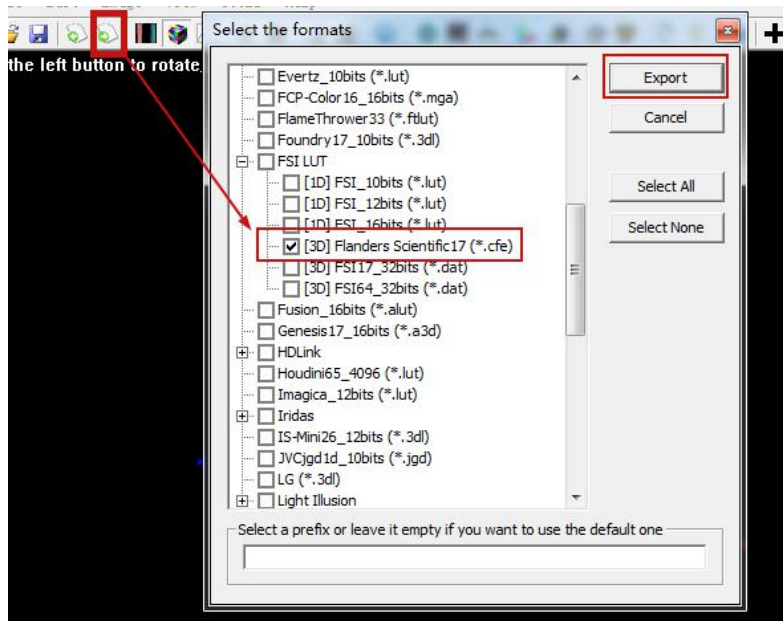 Select the formats
the left button to rotate,
Evertz_10bits (*.lut)
FCP-Color16_16bits (*.mga)
FlameThrower33 (*.ftlut)
Foundry17_10bits (*.3dl)
FSI LUT
[1D] FSI_10bits (*.lut)
[1D] FSI_12bits (*.lut)
[1D] FSI_16bits (*.lut)
[3D] Flanders Scientific17 (*.cfe)
[3D] FSI17_32bits (*.dat)
[3D] FSI64_32bits (*.dat)
Fusion_16bits (*.alut)
Genesis17_16bits (*.a3d)
HDLink
Houdini65_4096 (*.lut)
Imagica_12bits (*.lut)
Iridas
IS-Mini26_12bits (*.3dl)
JVCjgd1d_10bits (*.jgd)
LG (*.3dl)
Light Illusion
Export
Cancel
Select All
Select None
Select a prefix or leave it empty if you want to use the default one